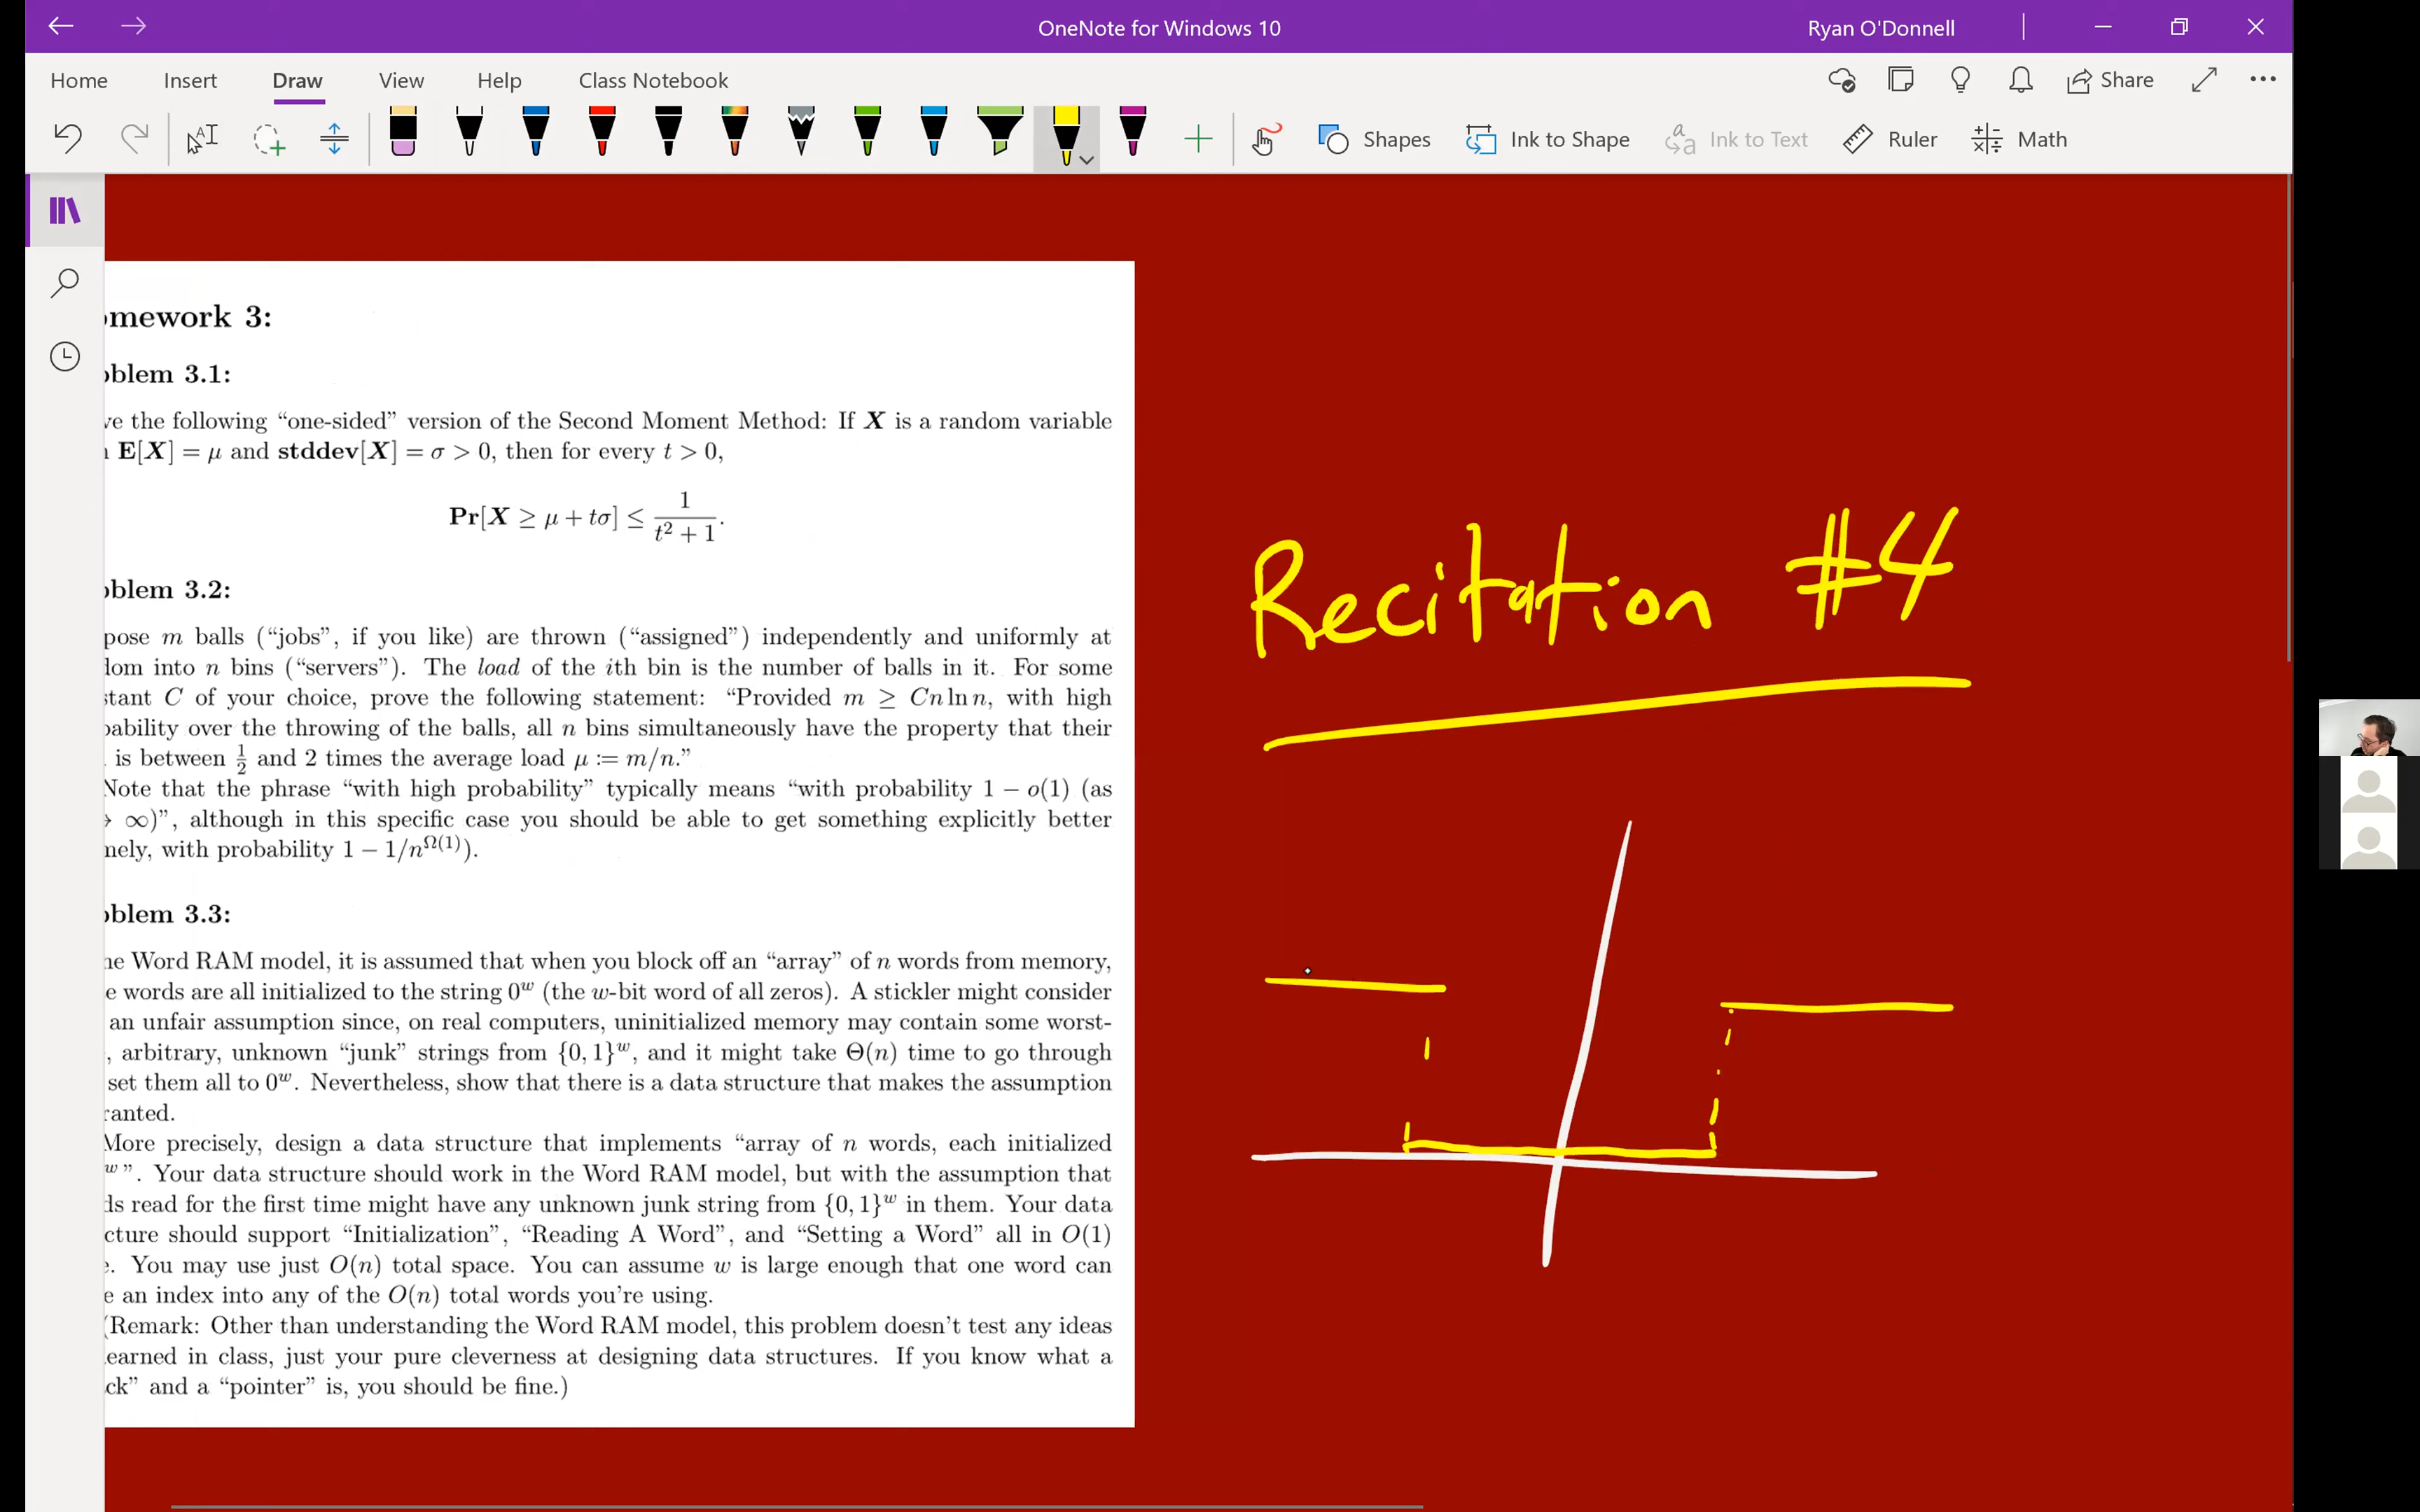 OneNote for Windows 10
Ryan O'Donnell
Home Insert Draw View Help Class Notebook
Share
Shapes Ink to Shape Ink to Text Ruler Math
omework 3:
oblem 3.1:
ve the following “one-sided” version of the Second Moment Method: If X is a random variable
E[X] = μ and stddev[X] = σ > 0, then for every t > 0,
Pr[X ≥ μ + tσ] ≤ 1/(t² + 1).
oblem 3.2:
pose m balls (“jobs”, if you like) are thrown (“assigned”) independently and uniformly at
dom into n bins (“servers”). The load of the ith bin is the number of balls in it. For some
stant C of your choice, prove the following statement: “Provided m ≥ Cn ln n, with high
bability over the throwing of the balls, all n bins simultaneously have the property that their
is between ½ and 2 times the average load μ := m/n.”
Note that the phrase “with high probability” typically means “with probability 1 − o(1) (as
∞)”, although in this specific case you should be able to get something explicitly better
mely, with probability 1 − 1/n^Ω(1)).
oblem 3.3:
he Word RAM model, it is assumed that when you block off an “array” of n words from memory,
e words are all initialized to the string 0^w (the w-bit word of all zeros). A stickler might consider
an unfair assumption since, on real computers, uninitialized memory may contain some worst-
, arbitrary, unknown “junk” strings from {0, 1}^w, and it might take Θ(n) time to go through
set them all to 0^w. Nevertheless, show that there is a data structure that makes the assumption
ranted.
More precisely, design a data structure that implements “array of n words, each initialized
w”. Your data structure should work in the Word RAM model, but with the assumption that
ds read for the first time might have any unknown junk string from {0, 1}^w in them. Your data
cture should support “Initialization”, “Reading A Word”, and “Setting a Word” all in O(1)
e. You may use just O(n) total space. You can assume w is large enough that one word can
e an index into any of the O(n) total words you’re using.
(Remark: Other than understanding the Word RAM model, this problem doesn’t test any ideas
earned in class, just your pure cleverness at designing data structures. If you know what a
ck” and a “pointer” is, you should be fine.)
Recitation #4